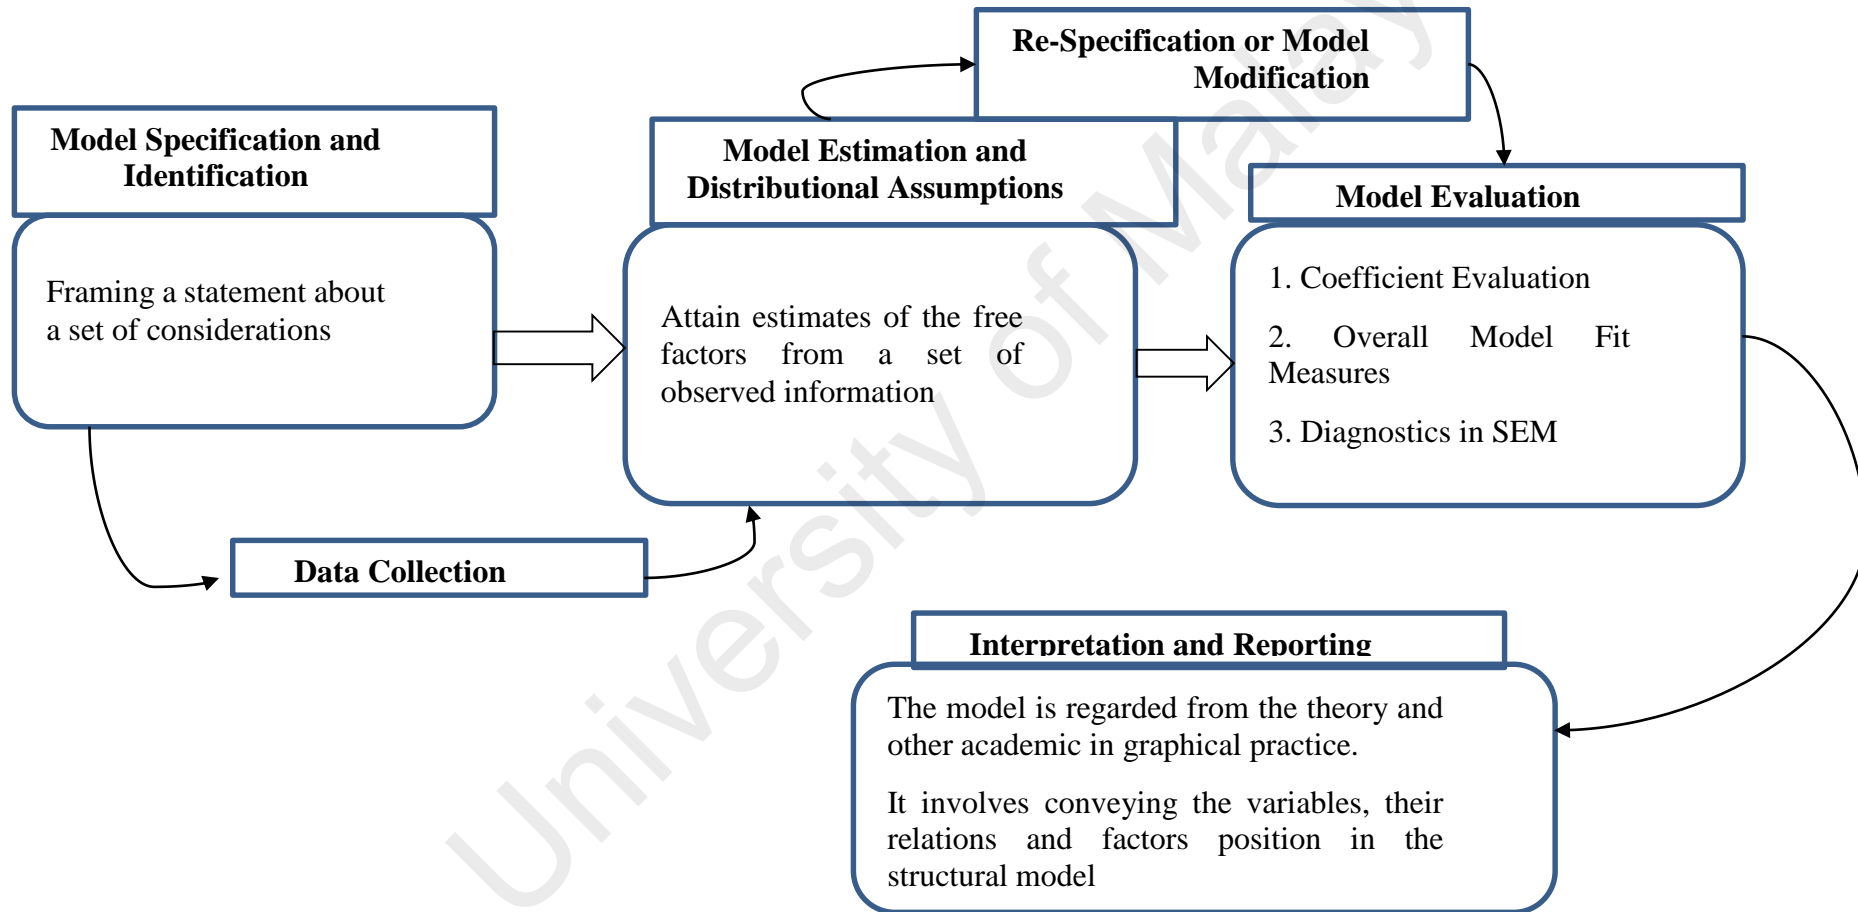 Re-Specification or Model
Modification
Model Specification and
Identification
Model Estimation and
Distributional Assumptions
Model Evaluation
Framing a statement about
a set of considerations
Attain estimates of the free
factors from a set of
observed information
1. Coefficient Evaluation
2. Overall Model Fit
Measures
3. Diagnostics in SEM
Data Collection
Interpretation and Reporting
The model is regarded from the theory and
other academic in graphical practice.
It involves conveying the variables, their
relations and factors position in the
structural model
University of Malay